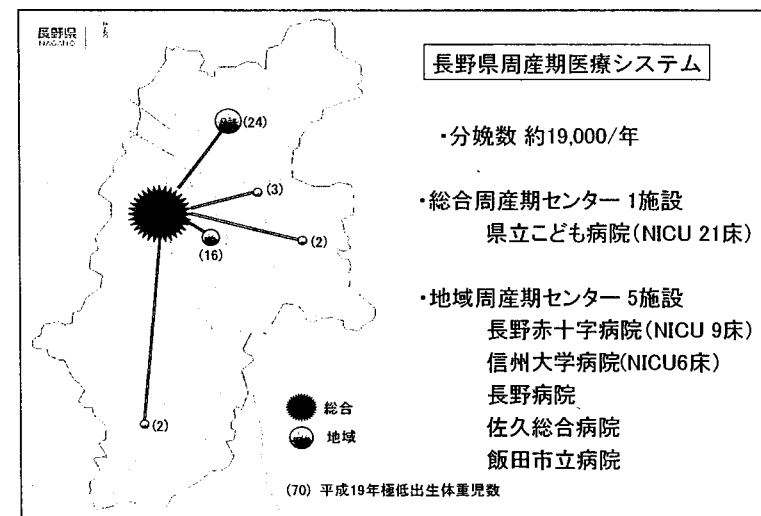 長野県
NAGANO
長野県周産期医療システム
(24)
・分娩数 約19,000/年
(3)
・総合周産期センター 1施設
県立こども病院(NICU 21床)
(2)
(16)
・地域周産期センター 5施設
長野赤十字病院(NICU 9床)
信州大学病院(NICU6床)
長野病院
佐久総合病院
飯田市立病院
総合
地域
(2)
(70) 平成19年極低出生体重児数